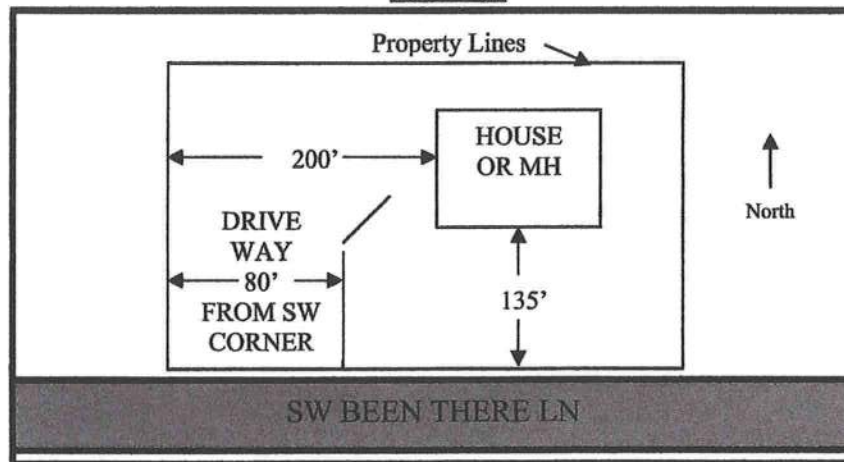 Property Lines
HOUSE
OR MH
200'
North
DRIVE
WAY
80'
FROM SW
CORNER
135'
SW BEEN THERE LN